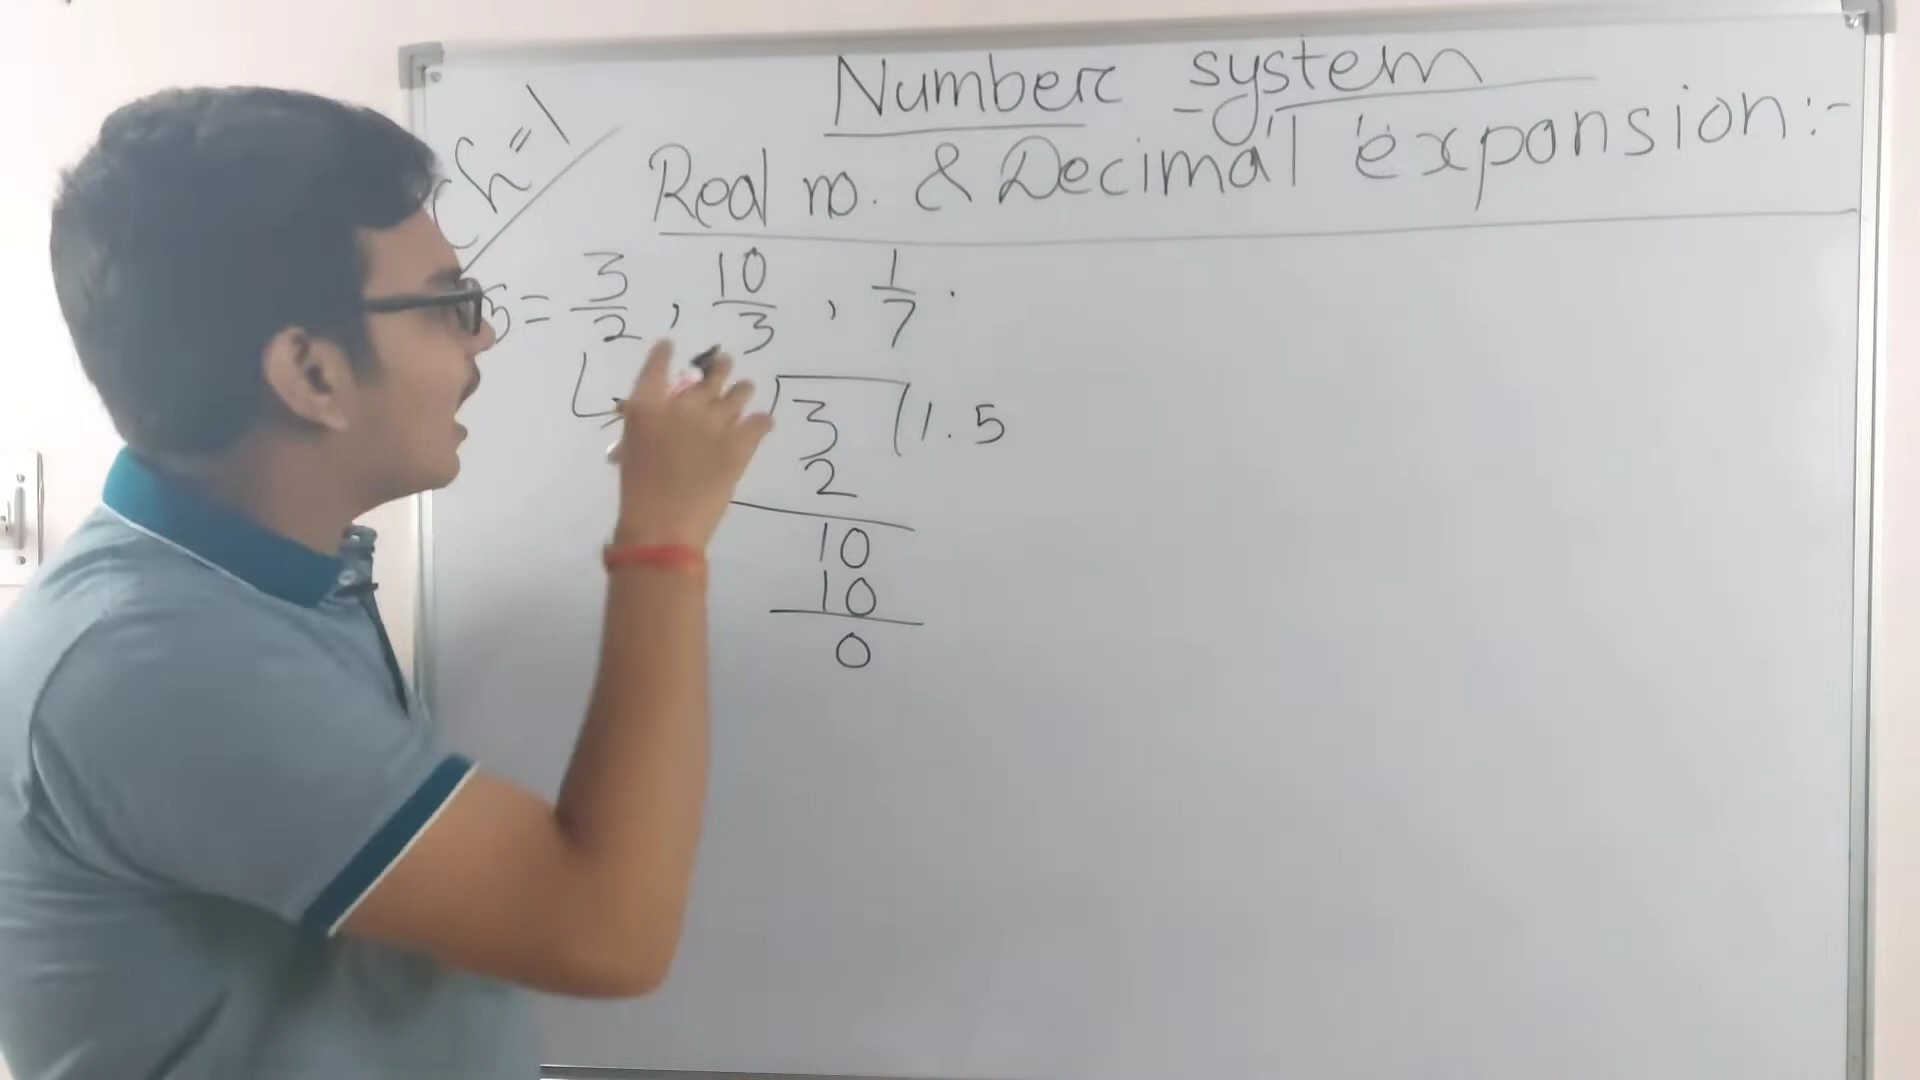 Ch=1
Number system
Real no. & Decimal expansion:-
5 = 3/2 , 10/3 , 1/7 .
3 ( 1.5
2
10
10
0